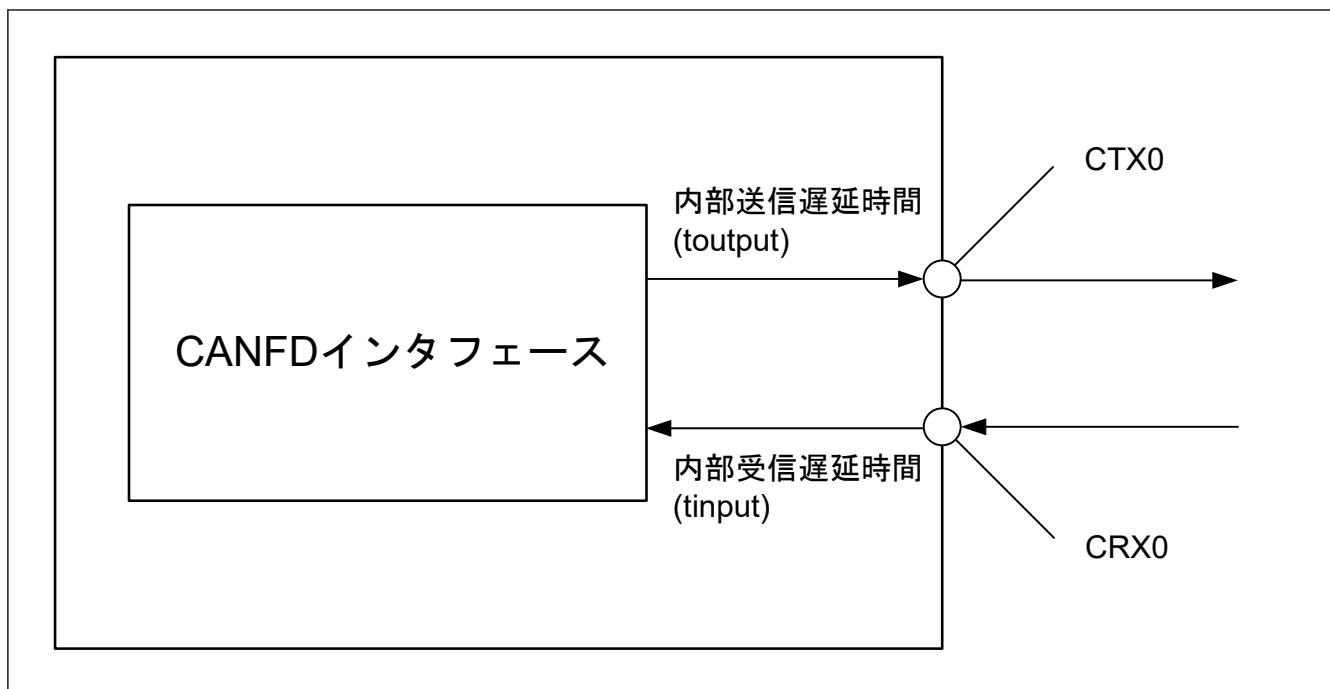 CTX0
内部送信遅延時間
(toutput)
CANFDインタフェース
内部受信遅延時間
(tinput)
CRX0